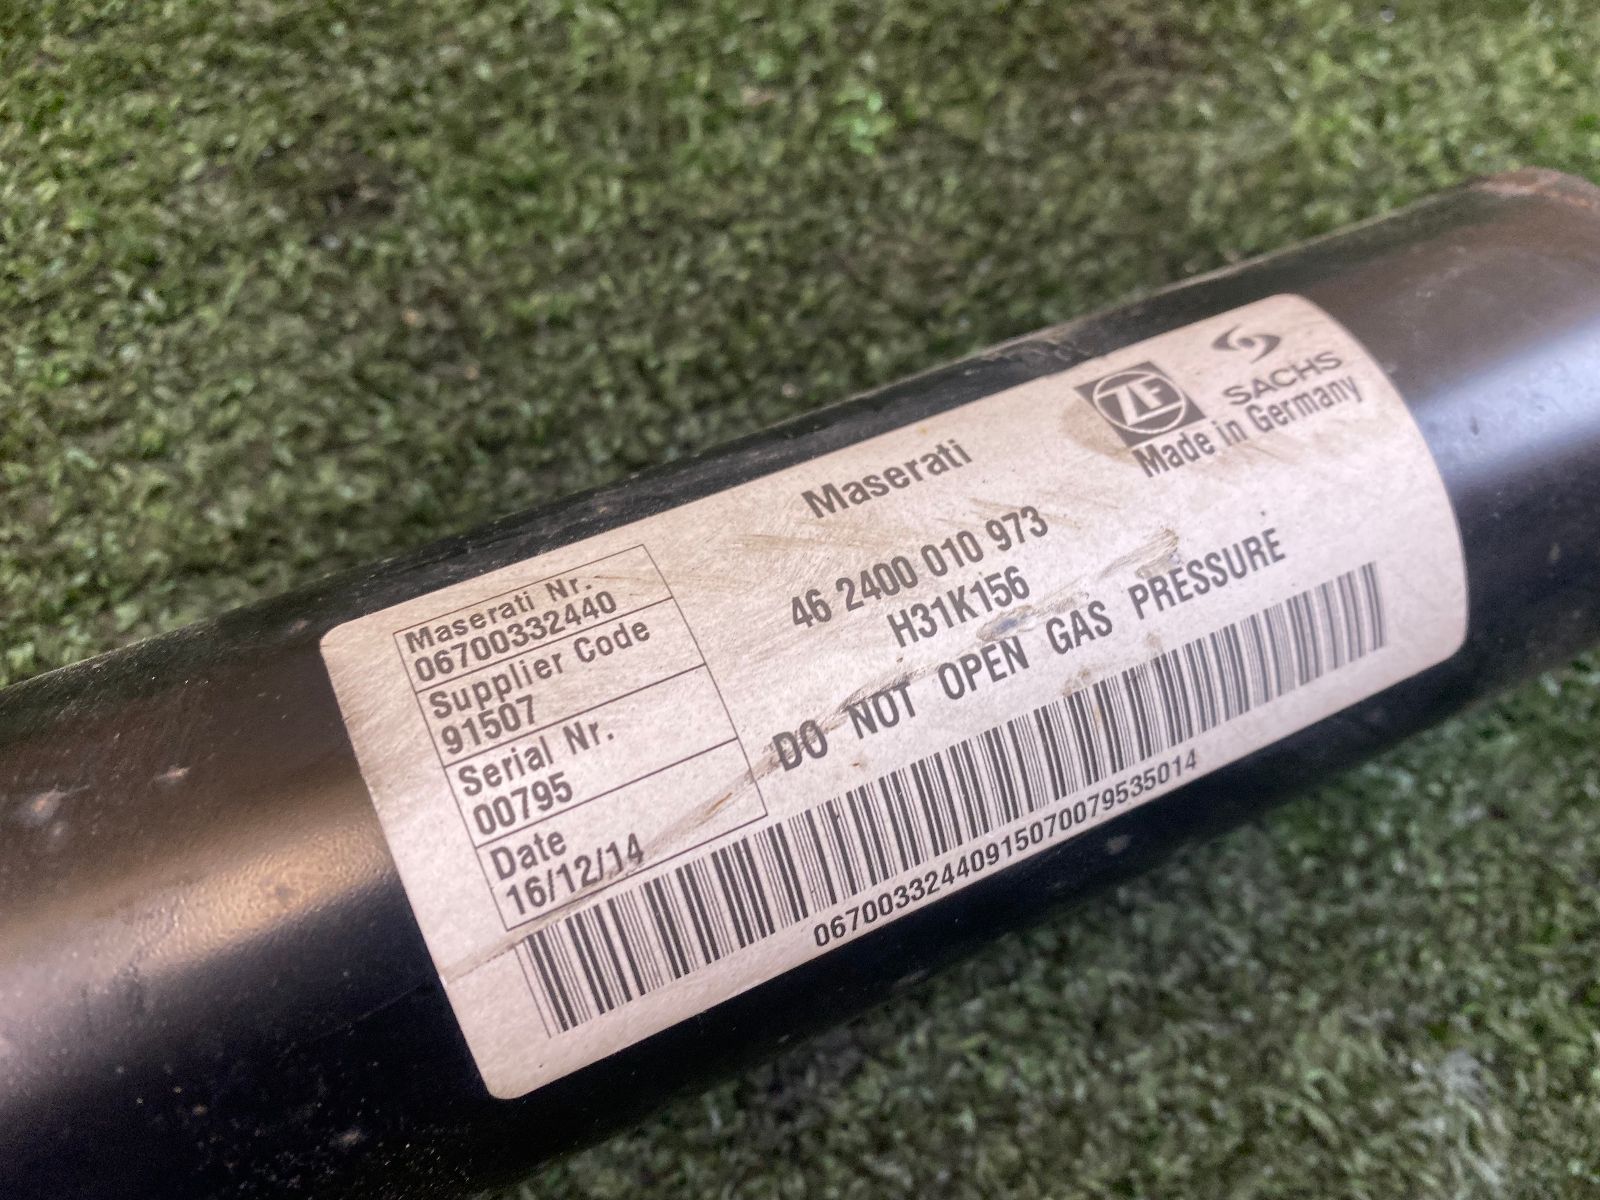 ZF
SACHS
Made in Germany
Maserati
46 2400 010 973
H31K156
DO NOT OPEN GAS PRESSURE
Maserati Nr.
06700332440
Supplier Code
91507
Serial Nr.
00795
Date
16/12/14
06700332440915070079535014